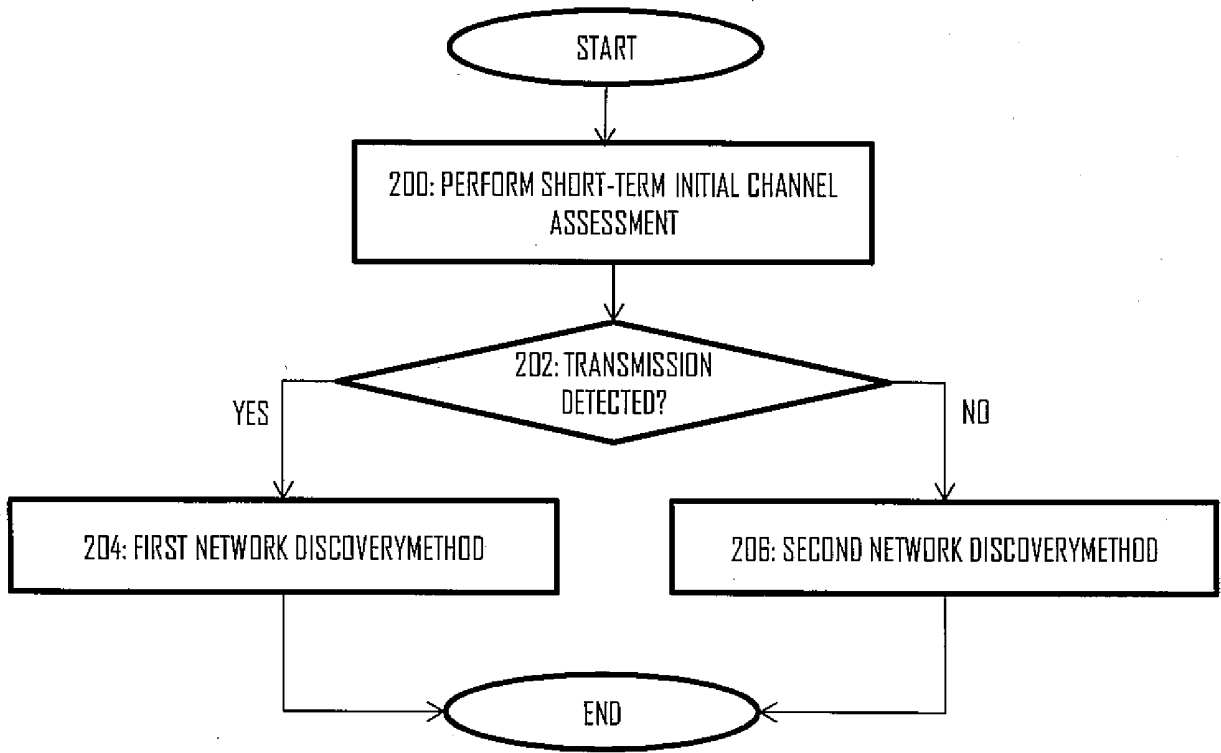 START
200: PERFORM SHORT-TERM INITIAL CHANNEL
ASSESSMENT
202: TRANSMISSION
DETECTED?
YES
NO
204: FIRST NETWORK DISCOVERYMETHOD
206: SECOND NETWORK DISCOVERYMETHOD
END